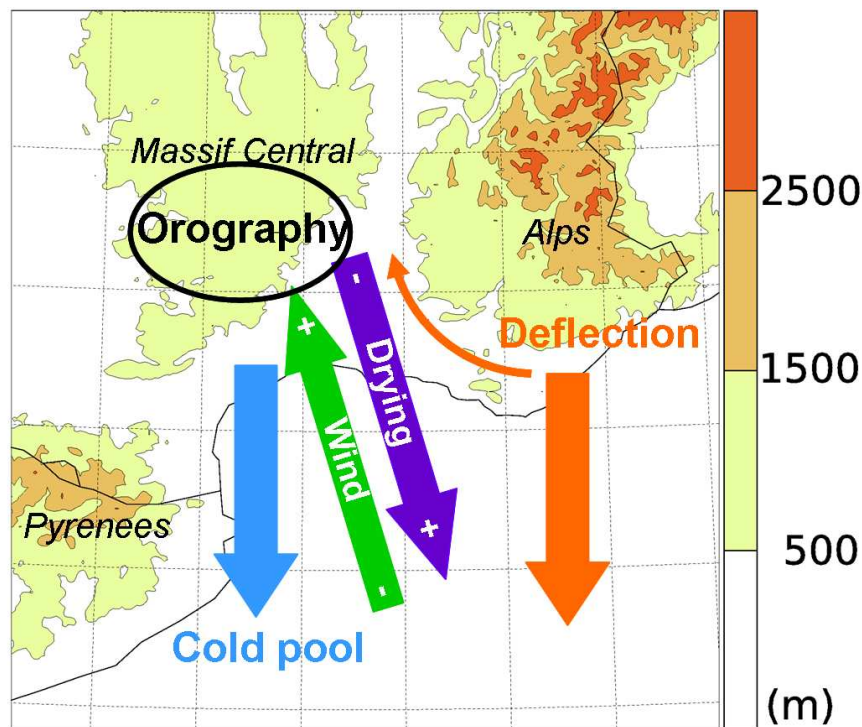 Massif Central
Orography
Alps
Deflection
-
+
Drying
Wind
+
-
Pyrenees
Cold pool
2500
1500
500
(m)